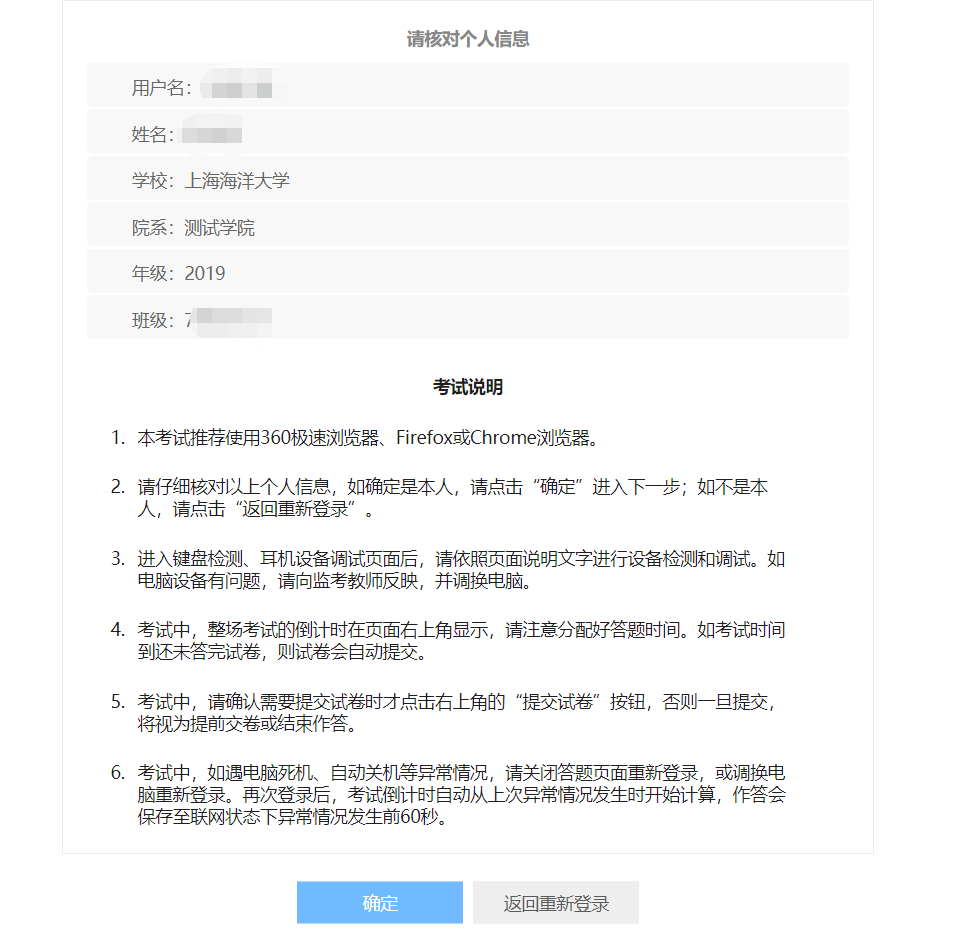 请核对个人信息
用户名：
姓名：
学校：上海海洋大学
院系：测试学院
年级：2019
班级：7
考试说明
1. 本考试推荐使用360极速浏览器、Firefox或Chrome浏览器。
2. 请仔细核对以上个人信息，如确定是本人，请点击“确定”进入下一步；如不是本
人，请点击“返回重新登录”。
3. 进入键盘检测、耳机设备调试页面后，请依照页面说明文字进行设备检测和调试。如
电脑设备有问题，请向监考教师反映，并调换电脑。
4. 考试中，整场考试的倒计时在页面右上角显示，请注意分配好答题时间。如考试时间
到还未答完试卷，则试卷会自动提交。
5. 考试中，请确认需要提交试卷时才点击右上角的“提交试卷”按钮，否则一旦提交，
将视为提前交卷或结束作答。
6. 考试中，如遇电脑死机、自动关机等异常情况，请关闭答题页面重新登录，或调换电
脑重新登录。再次登录后，考试倒计时自动从上次异常情况发生时开始计算，作答会
保存至联网状态下异常情况发生前60秒。
确定
返回重新登录